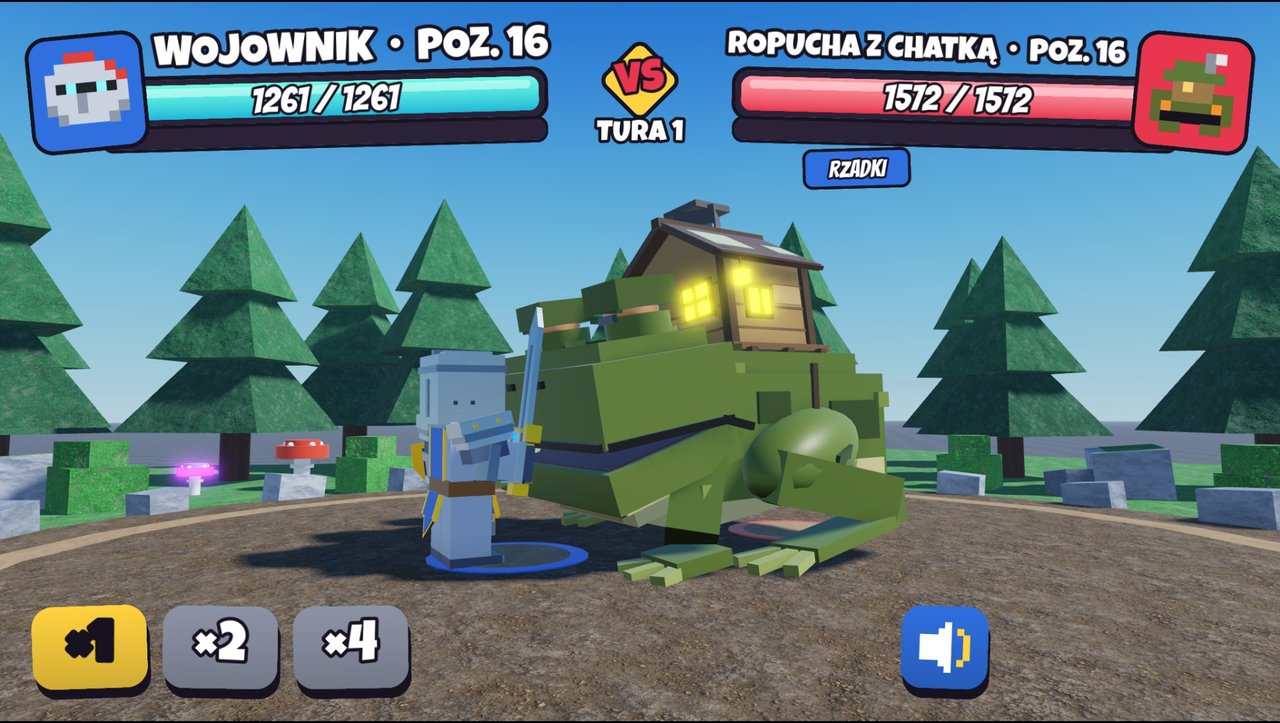 WOJOWNIK • POZ. 16
1261 / 1261
VS
TURA 1
ROPUCHA Z CHATKĄ • POZ. 16
1572 / 1572
RZADKI
×1
×2
×4